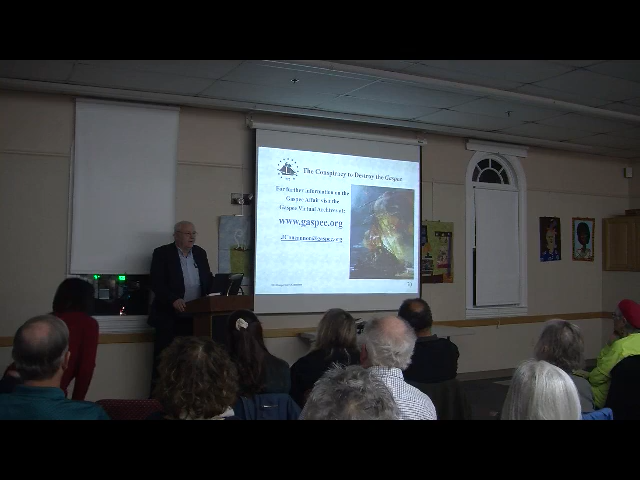 The Conspiracy to Destroy the Gaspee
For further information on the
Gaspee Affair visit the
Gaspee Virtual Archives at:
www.gaspee.org